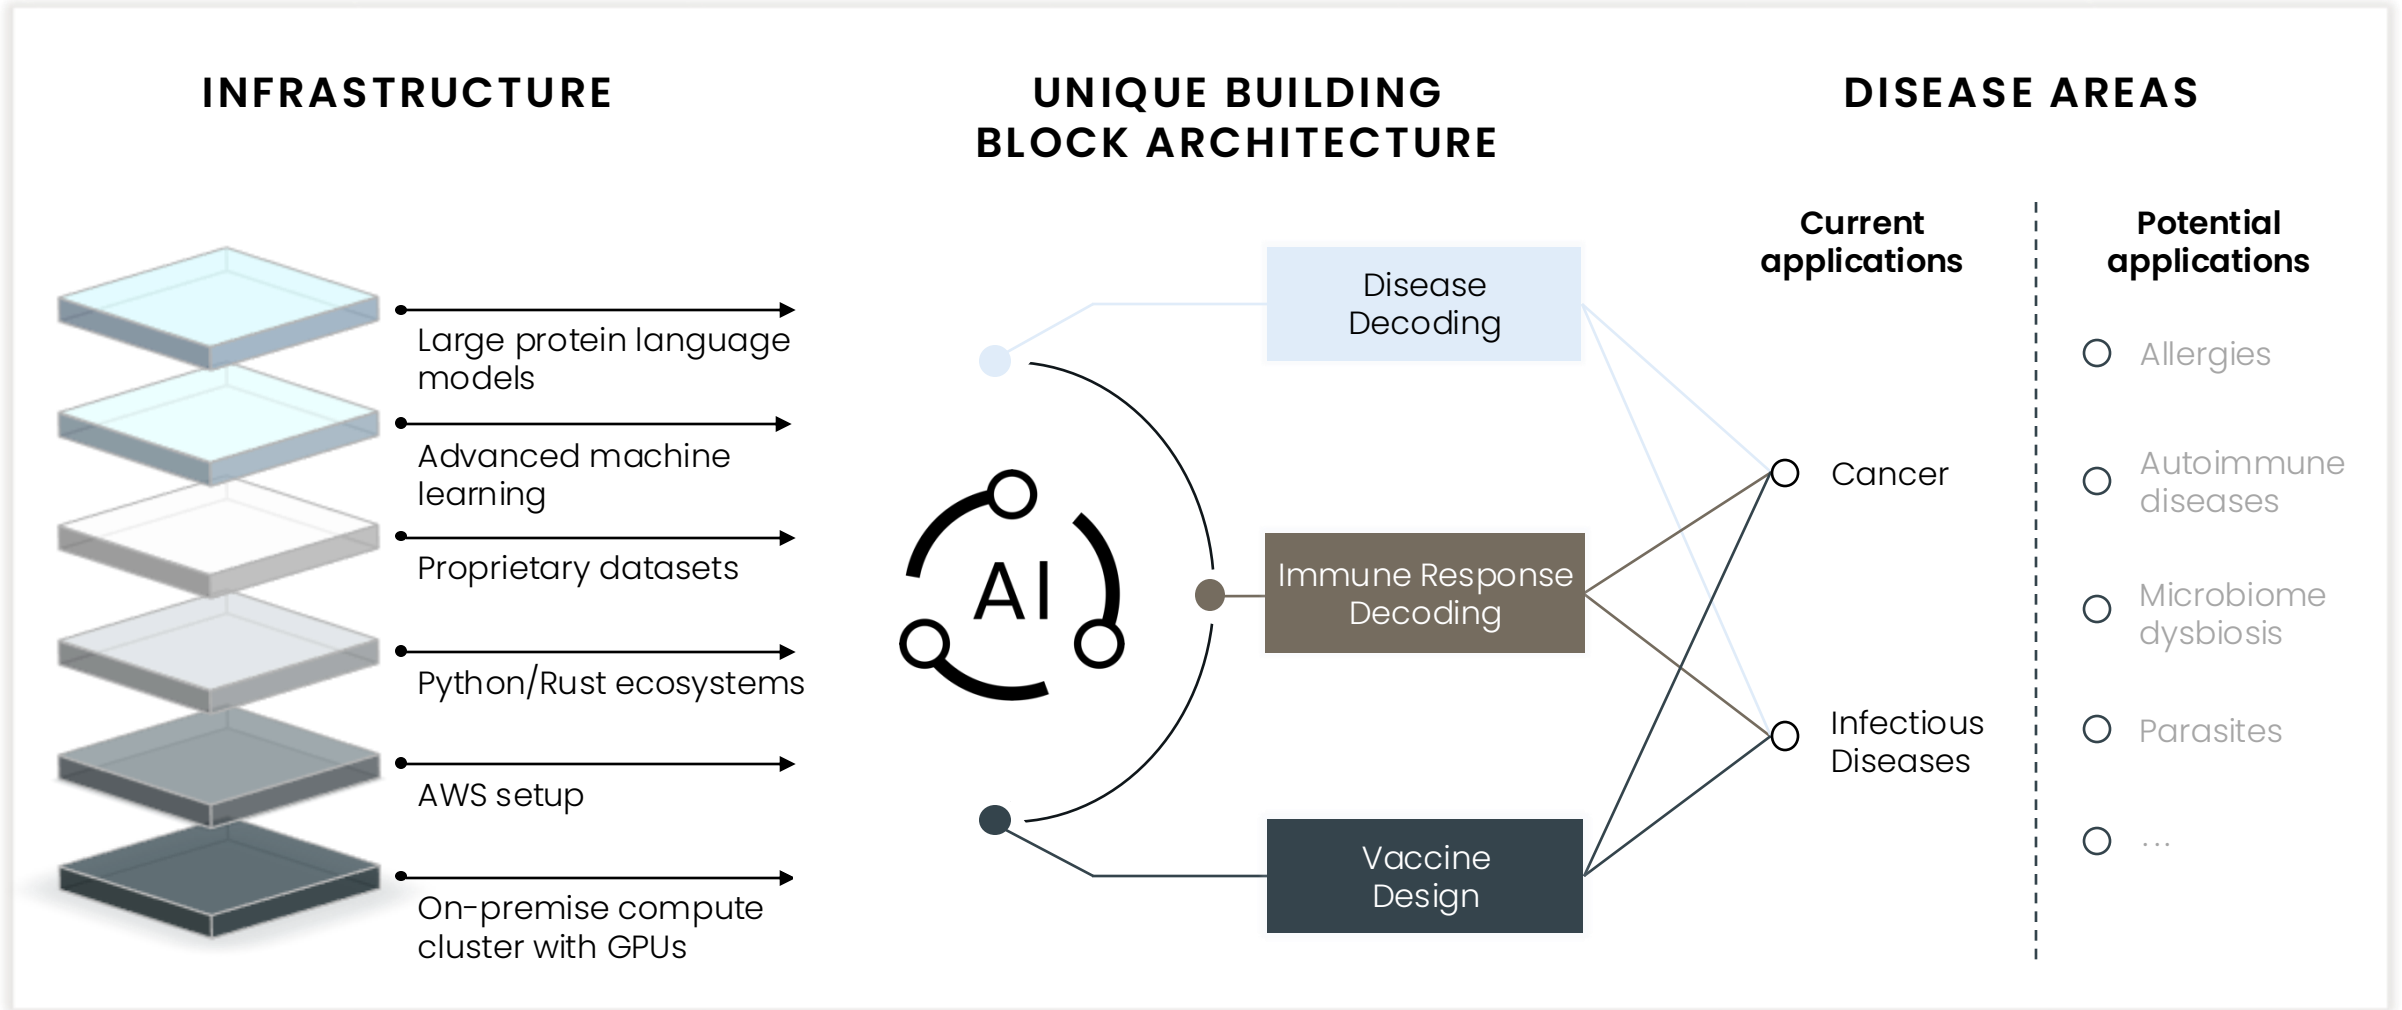 INFRASTRUCTURE
Large protein language
models
Advanced machine
learning
Proprietary datasets
Python/Rust ecosystems
AWS setup
On-premise compute
cluster with GPUs
UNIQUE BUILDING
BLOCK ARCHITECTURE
AI
Disease
Decoding
Immune Response
Decoding
Vaccine
Design
DISEASE AREAS
Current
applications
Cancer
Infectious
Diseases
Potential
applications
Allergies
Autoimmune
diseases
Microbiome
dysbiosis
Parasites
...